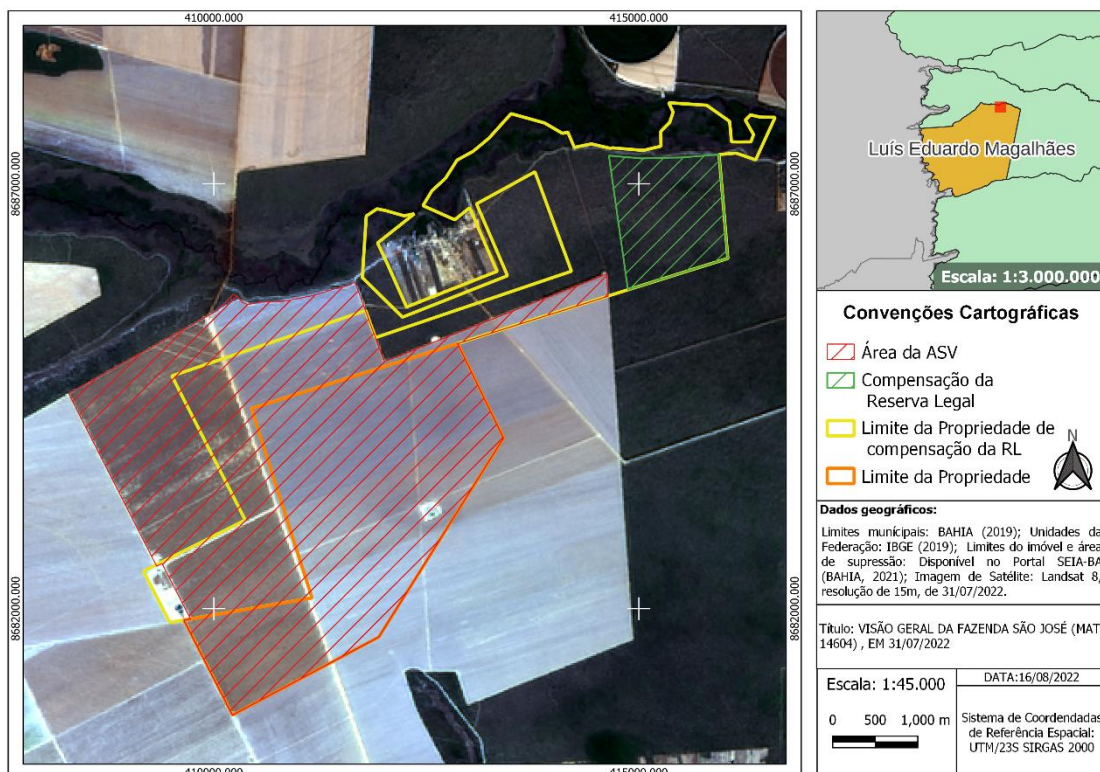 410000.000
415000.000
8687000.000
8687000.000
8682000.000
8682000.000
410000.000
415000.000
Luís Eduardo Magalhães
Escala: 1:3.000.000
Convenções Cartográficas
Área da ASV
Compensação da
Reserva Legal
Limite da Propriedade de
compensação da RL
Limite da Propriedade
N
Dados geográficos:
Limites municipais: BAHIA (2019); Unidades da
Federação: IBGE (2019); Limites do imóvel e área
de supressão: Disponível no Portal SEIA-BA
(BAHIA, 2021); Imagem de Satélite: Landsat 8,
resolução de 15m, de 31/07/2022.
Título: VISÃO GERAL DA FAZENDA SÃO JOSÉ (MAT
14604) , EM 31/07/2022
Escala: 1:45.000
0 500 1,000 m
DATA:16/08/2022
Sistema de Coordendadas
de Referência Espacial:
UTM/23S SIRGAS 2000